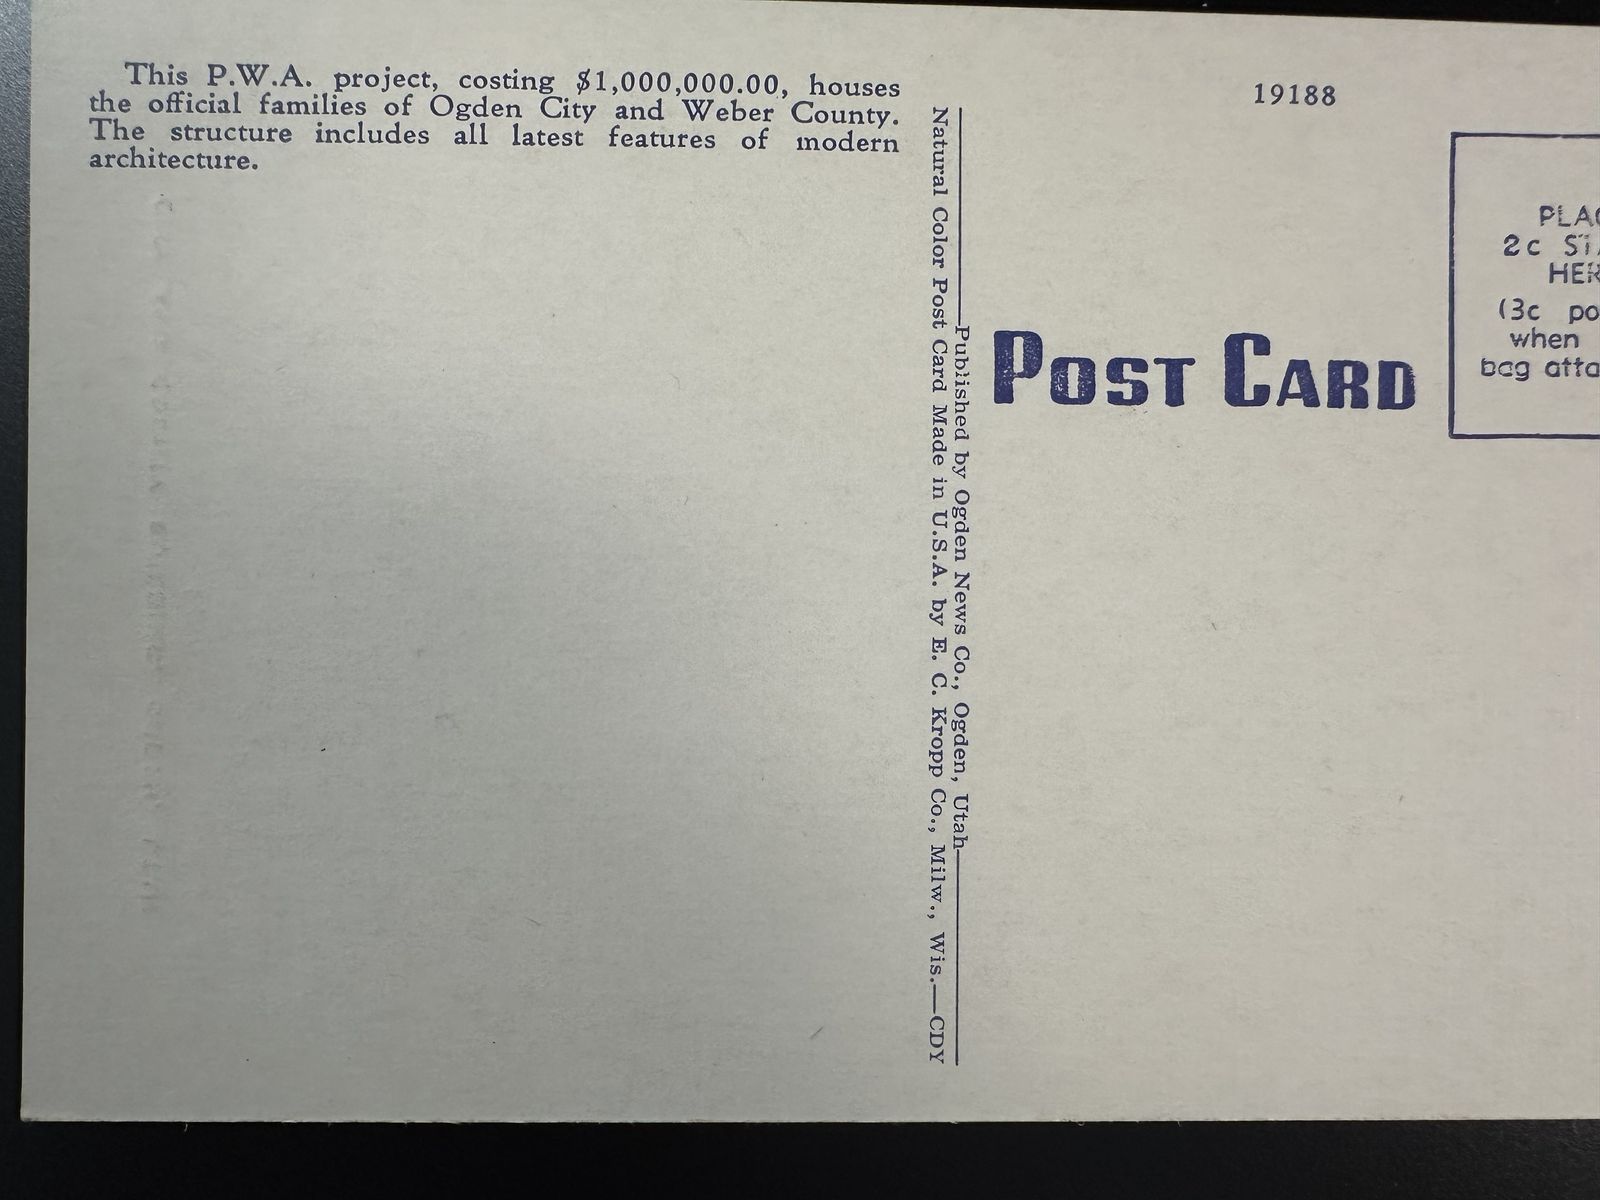 This P.W.A. project, costing $1,000,000.00, houses
the official families of Ogden City and Weber County.
The structure includes all latest features of modern
architecture.
Published by Ogden News Co., Ogden, Utah
Natural Color Post Card Made in U.S.A. by E. C. Kropp Co., Milw., Wis.—CDY
19188
POST CARD
2c
(3c
when
bag